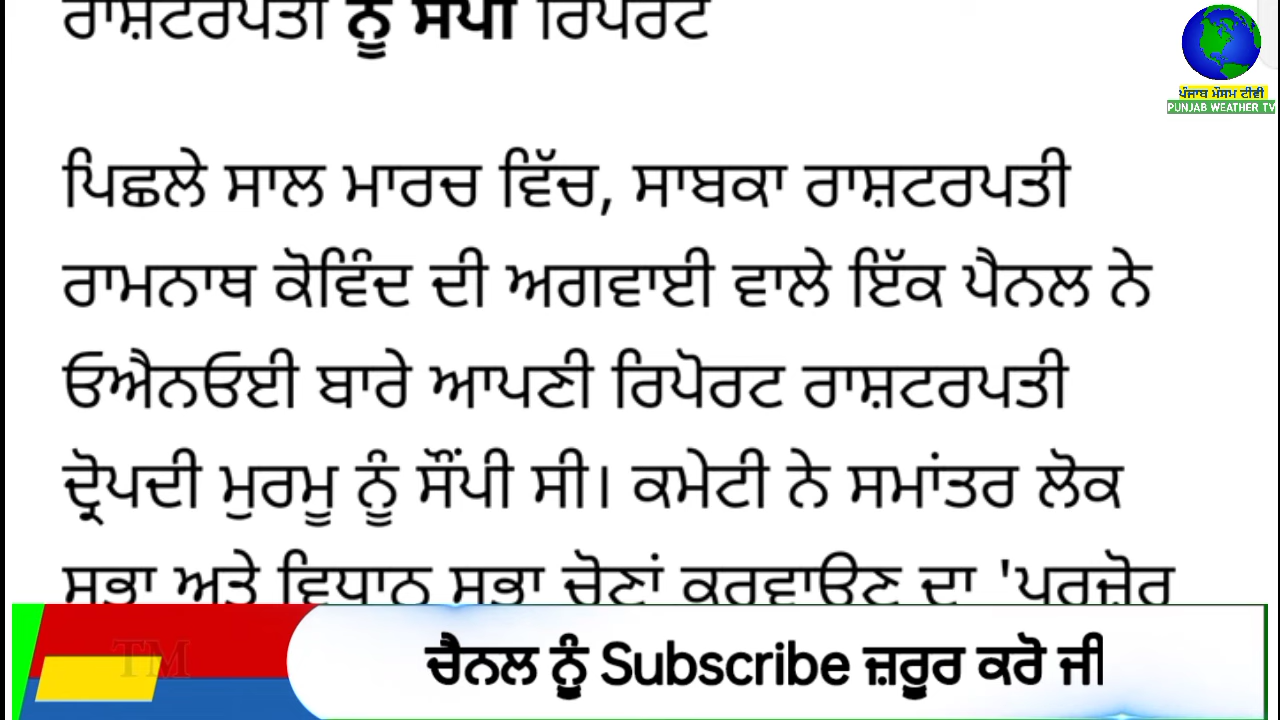 ਰਾਸ਼ਟਰਪਤੀ ਨੂੰ ਸੌਂਪੀ ਰਿਪੋਰਟ
ਪੰਜਾਬ ਮੌਸਮ ਟੀਵੀ
PUNJAB WEATHER TV
ਪਿਛਲੇ ਸਾਲ ਮਾਰਚ ਵਿੱਚ, ਸਾਬਕਾ ਰਾਸ਼ਟਰਪਤੀ
ਰਾਮਨਾਥ ਕੋਵਿੰਦ ਦੀ ਅਗਵਾਈ ਵਾਲੇ ਇੱਕ ਪੈਨਲ ਨੇ
ਓਐਨਓਈ ਬਾਰੇ ਆਪਣੀ ਰਿਪੋਰਟ ਰਾਸ਼ਟਰਪਤੀ
ਦ੍ਰੋਪਦੀ ਮੁਰਮੂ ਨੂੰ ਸੌਂਪੀ ਸੀ। ਕਮੇਟੀ ਨੇ ਸਮਾਂਤਰ ਲੋਕ
ਸਭਾ ਅਤੇ ਵਿਧਾਨ ਸਭਾ ਚੋਣਾਂ ਕਰਵਾਉਣ ਦਾ 'ਪੁਰਜ਼ੋਰ
TM
ਚੈਨਲ ਨੂੰ Subscribe ਜ਼ਰੂਰ ਕਰੋ ਜੀ